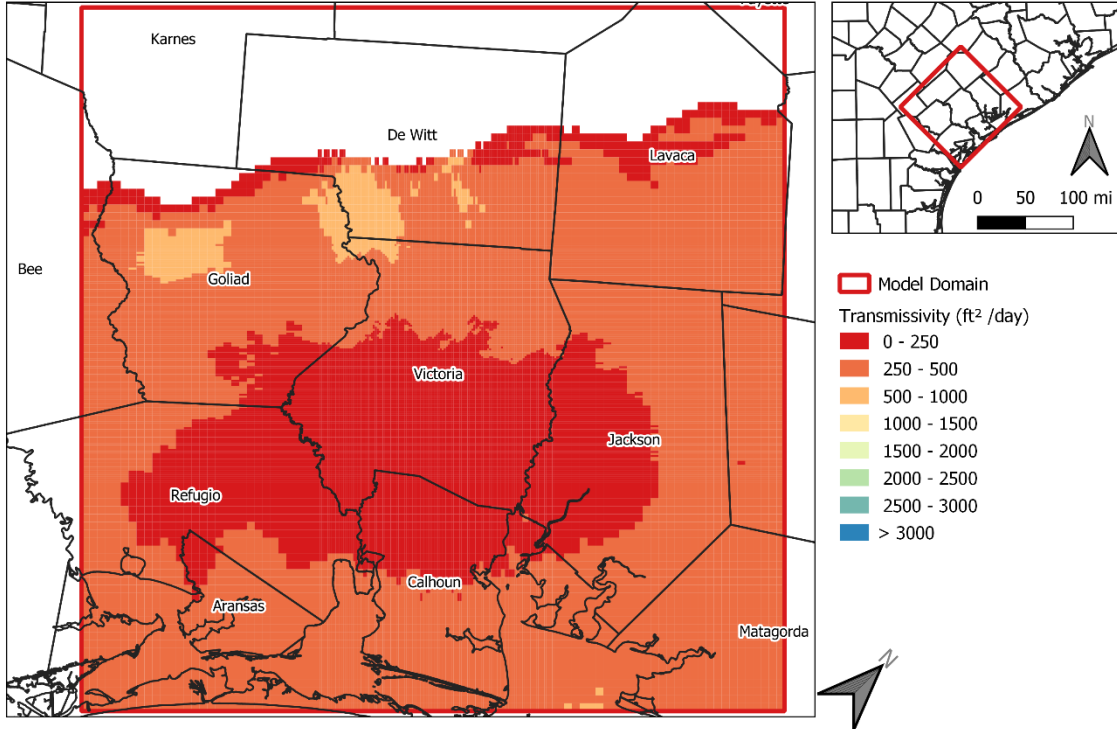 Karnes
De Witt
Lavaca
Bee
Goliad
Victoria
Jackson
Refugio
Calhoun
Aransas
Matagorda
N
0 50 100 mi
Model Domain
Transmissivity (ft² /day)
0 - 250
250 - 500
500 - 1000
1000 - 1500
1500 - 2000
2000 - 2500
2500 - 3000
> 3000
N